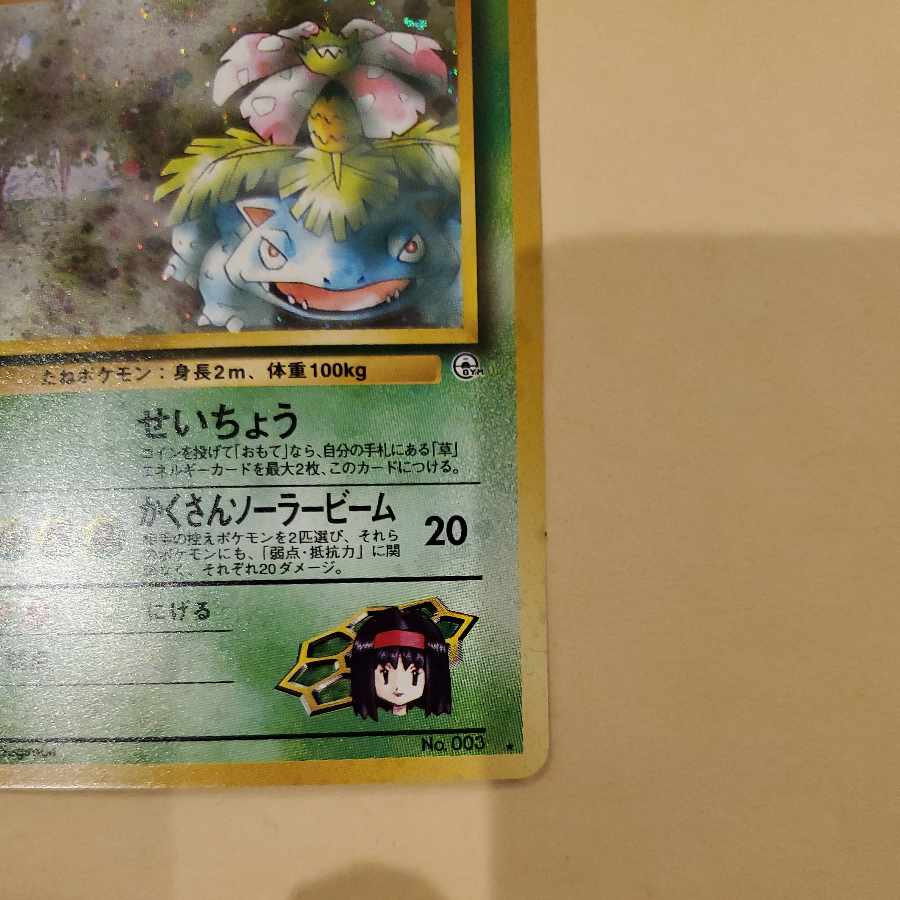 たねポケモン：身長2m、体重100kg
GYM
せいちょう
コインを投げて「おもて」なら、自分の手札にある「草」
エネルギーカードを最大2枚、このカードにつける。
かくさんソーラービーム 20
相手の控えポケモンを2匹選び、それら
のポケモンにも、「弱点・抵抗力」に関
係なく、それぞれ20ダメージ。
にげる
No. 003